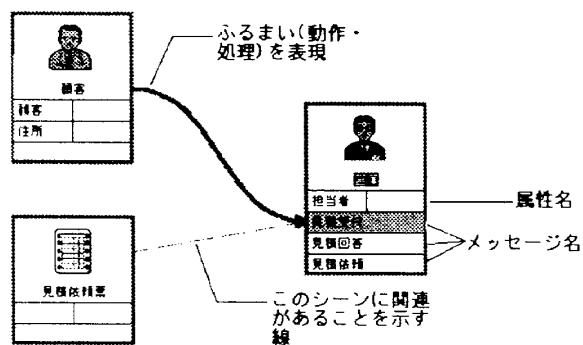 ふるまい(動作・
処理)を表現
顧客
顧客
住所
担当者
属性名
見積回答
メッセージ名
見積依頼
見積依頼票
このシーンに関連
があることを示す
線